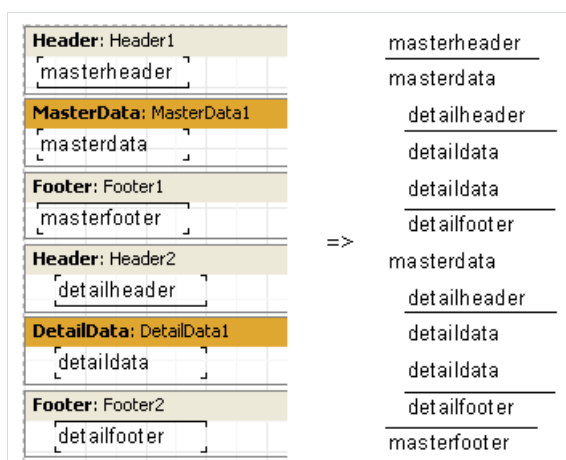 Header: Header1
masterheader
MasterData: MasterData1
masterdata
Footer: Footer1
masterfooter
Header: Header2
detailheader
DetailData: DetailData1
detaildata
Footer: Footer2
detailfooter
=>
masterheader
masterdata
detailheader
detaildata
detaildata
detailfooter
masterdata
detailheader
detaildata
detaildata
detailfooter
masterfooter